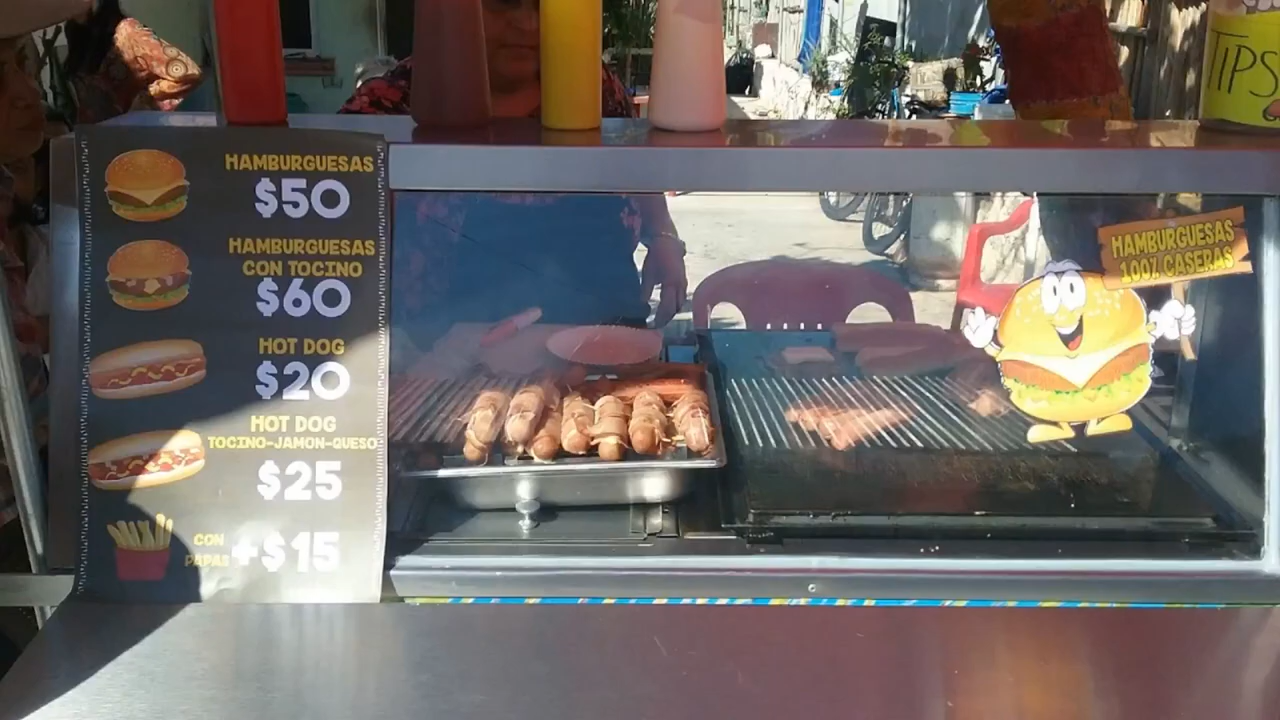 TIPS
HAMBURGUESAS
$50
HAMBURGUESAS
CON TOCINO
$60
HOT DOG
$20
HOT DOG
TOCINO-JAMON-QUESO
$25
CON
PAPAS
+$15
HAMBURGUESAS
100% CASERAS